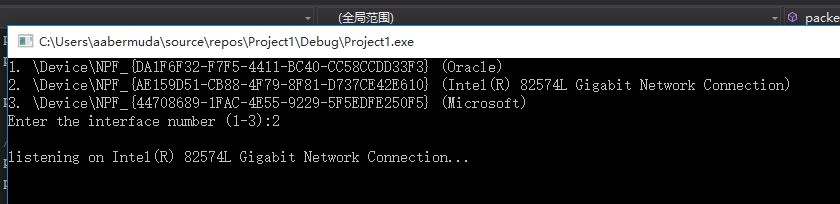 (全局范围)
packe
C:\Users\aabermuda\source\repos\Project1\Debug\Project1.exe
1. \Device\NPF_{DA1F6F32-F7F5-4411-BC40-CC58CCDD33F3} (Oracle)
2. \Device\NPF_{AE159D51-CB88-4F79-8F81-D737CE42E610} (Intel(R) 82574L Gigabit Network Connection)
3. \Device\NPF_{44708689-1FAC-4E55-9229-5F5EDFE250F5} (Microsoft)
Enter the interface number (1-3):2
listening on Intel(R) 82574L Gigabit Network Connection...